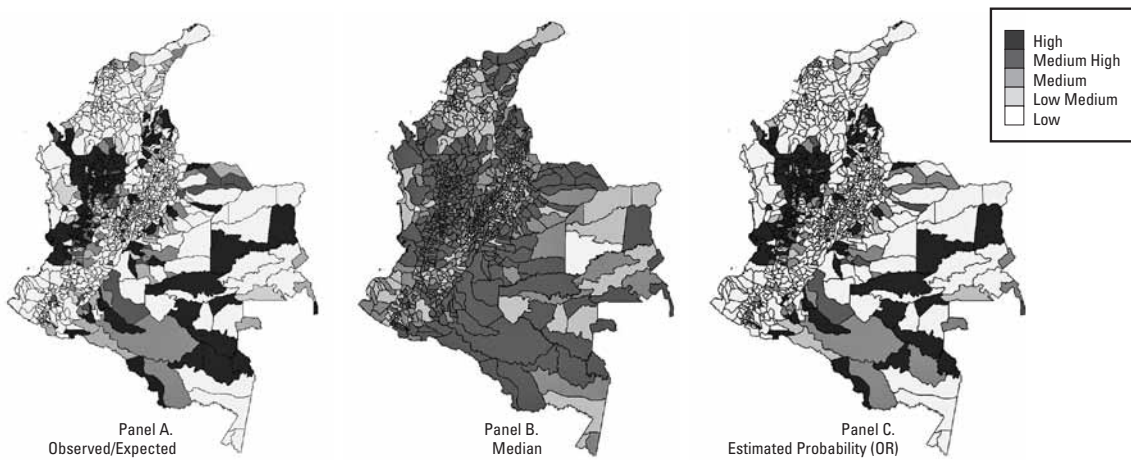 High
Medium High
Medium
Low Medium
Low
Panel A.
Observed/Expected
Panel B.
Median
Panel C.
Estimated Probability (OR)